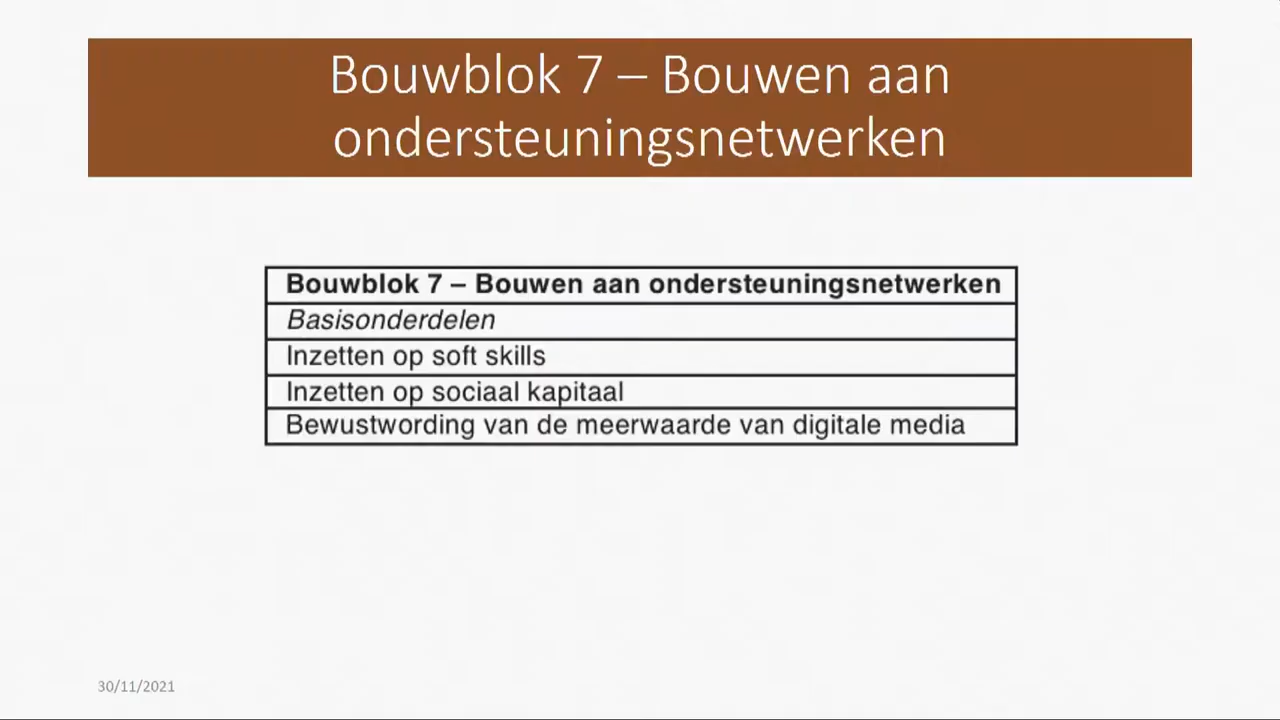 Bouwblok 7 – Bouwen aan
ondersteuningsnetwerken
Bouwblok 7 – Bouwen aan ondersteuningsnetwerken
Basisonderdelen
Inzetten op soft skills
Inzetten op sociaal kapitaal
Bewustwording van de meerwaarde van digitale media
30/11/2021